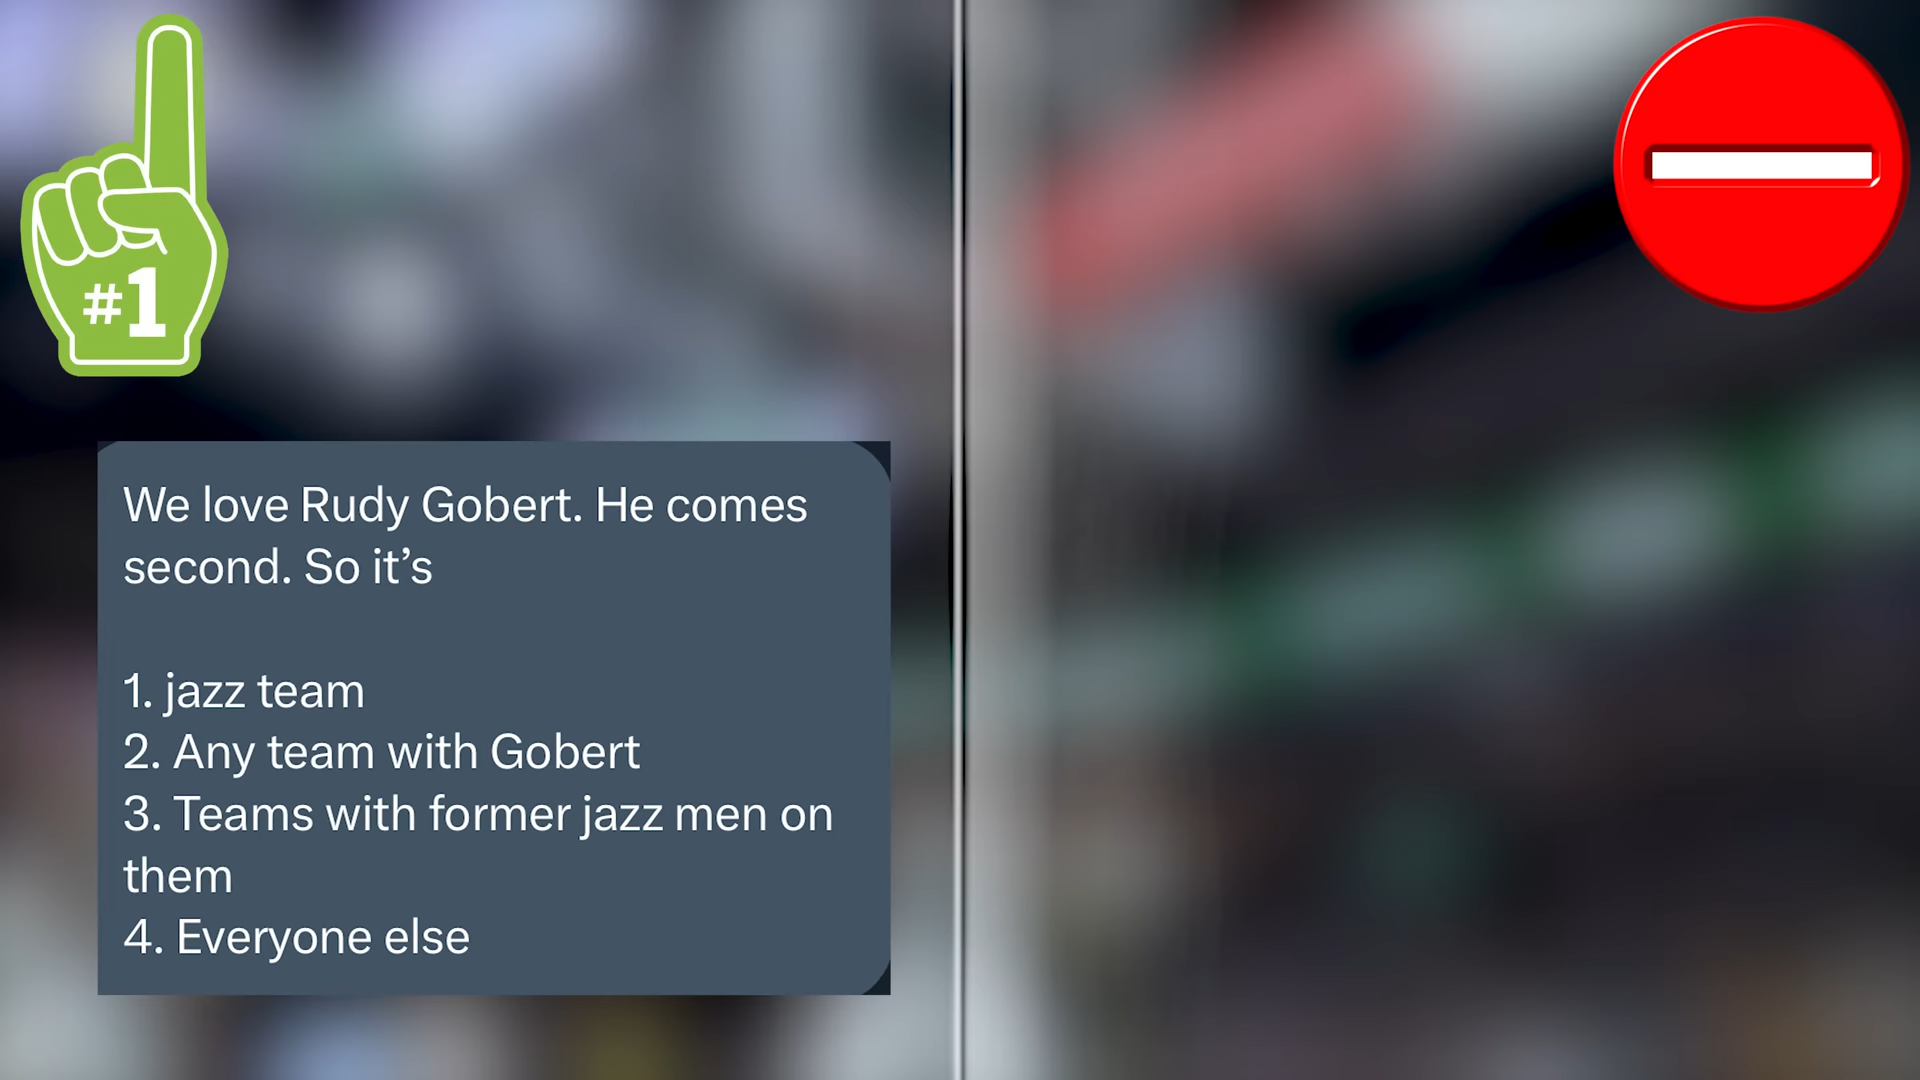 #1
We love Rudy Gobert. He comes
second. So it’s
1. jazz team
2. Any team with Gobert
3. Teams with former jazz men on
them
4. Everyone else